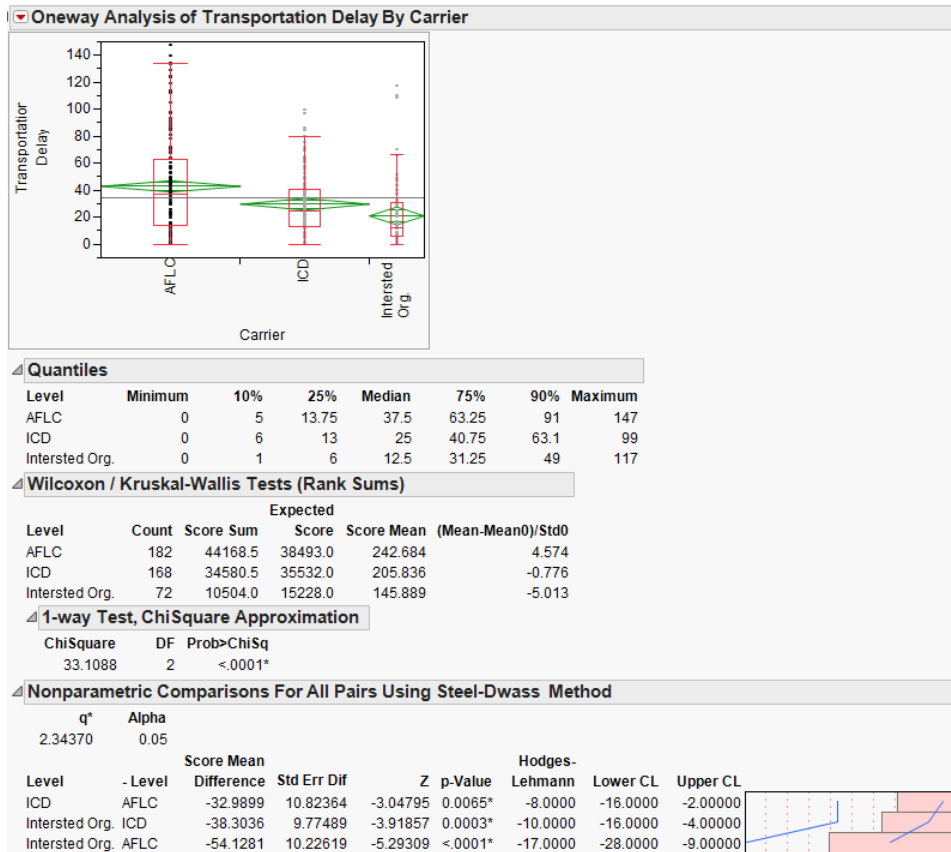 Oneway Analysis of Transportation Delay By Carrier
Transportation
Delay
140
120
100
80
60
40
20
0
AFLC
ICD
Intersted
Org.
Carrier
Quantiles
Level Minimum 10% 25% Median 75% 90% Maximum
AFLC 0 5 13.75 37.5 63.25 91 147
ICD 0 6 13 25 40.75 63.1 99
Intersted Org. 0 1 6 12.5 31.25 49 117
Wilcoxon / Kruskal-Wallis Tests (Rank Sums)
Expected
Level Count Score Sum Score Score Mean (Mean-Mean0)/Std0
AFLC 182 44168.5 38493.0 242.684 4.574
ICD 168 34580.5 35532.0 205.836 -0.776
Intersted Org. 72 10504.0 15228.0 145.889 -5.013
1-way Test, ChiSquare Approximation
ChiSquare DF Prob>ChiSq
33.1088 2 <.0001*
Nonparametric Comparisons For All Pairs Using Steel-Dwass Method
q* Alpha
2.34370 0.05
Score Mean Hodges-
Level - Level Difference Std Err Dif Z p-Value Lehmann Lower CL Upper CL
ICD AFLC -32.9899 10.82364 -3.04795 0.0065* -8.0000 -16.0000 -2.00000
Intersted Org. ICD -38.3036 9.77489 -3.91857 0.0003* -10.0000 -16.0000 -4.00000
Intersted Org. AFLC -54.1281 10.22619 -5.29309 <.0001* -17.0000 -28.0000 -9.00000